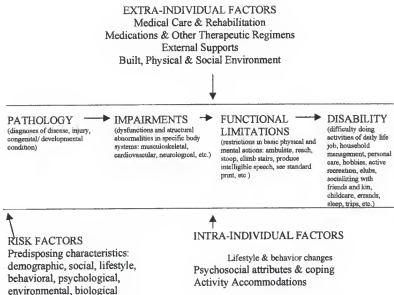 EXTRA-INDIVIDUAL FACTORS
Medical Care & Rehabilitation
Medications & Other Therapeutic Regimens
External Supports
Built, Physical & Social Environment
PATHOLOGY
(diagnoses of disease, injury,
congenital/ developmental
condition)
IMPAIRMENTS
(dysfunctions and structural
abnormalities in specific body
systems: musculoskeletal,
cardiovascular, neurological, etc.)
FUNCTIONAL
LIMITATIONS
(restrictions in basic physical and
mental actions: ambulate, reach,
stoop, climb stairs, produce
intelligible speech, see standard
print, etc.)
DISABILITY
(difficulty doing
activities of daily life
job, household
management, personal
care, hobbies, active
recreation, clubs,
socializing with
friends and kin,
childcare, errands,
sleep, trips, etc.)
RISK FACTORS
Predisposing characteristics:
demographic, social, lifestyle,
behavioral, psychological,
environmental, biological
INTRA-INDIVIDUAL FACTORS
Lifestyle & behavior changes
Psychosocial attributes & coping
Activity Accommodations